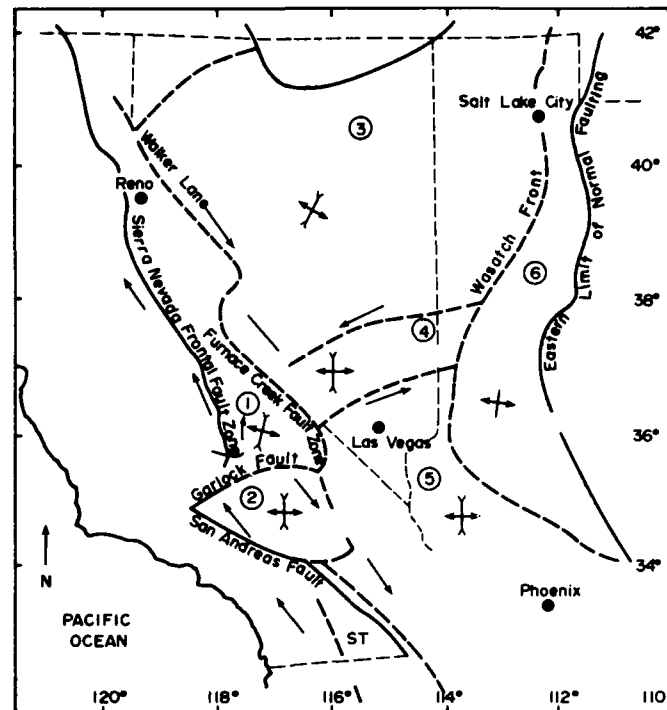 42°
Salt Lake City
3
Eastern Limit of Normal Faulting
Walker Lane
40°
Reno
Wasatch Front
6
Sierra Nevada Frontal Fault Zone
38°
4
Furnace Creek Fault Zone
1
Las Vegas
36°
Garlock Fault
5
2
San Andreas Fault
N
34°
Phoenix
PACIFIC
OCEAN
ST
120° 118° 116° 114° 112° 110